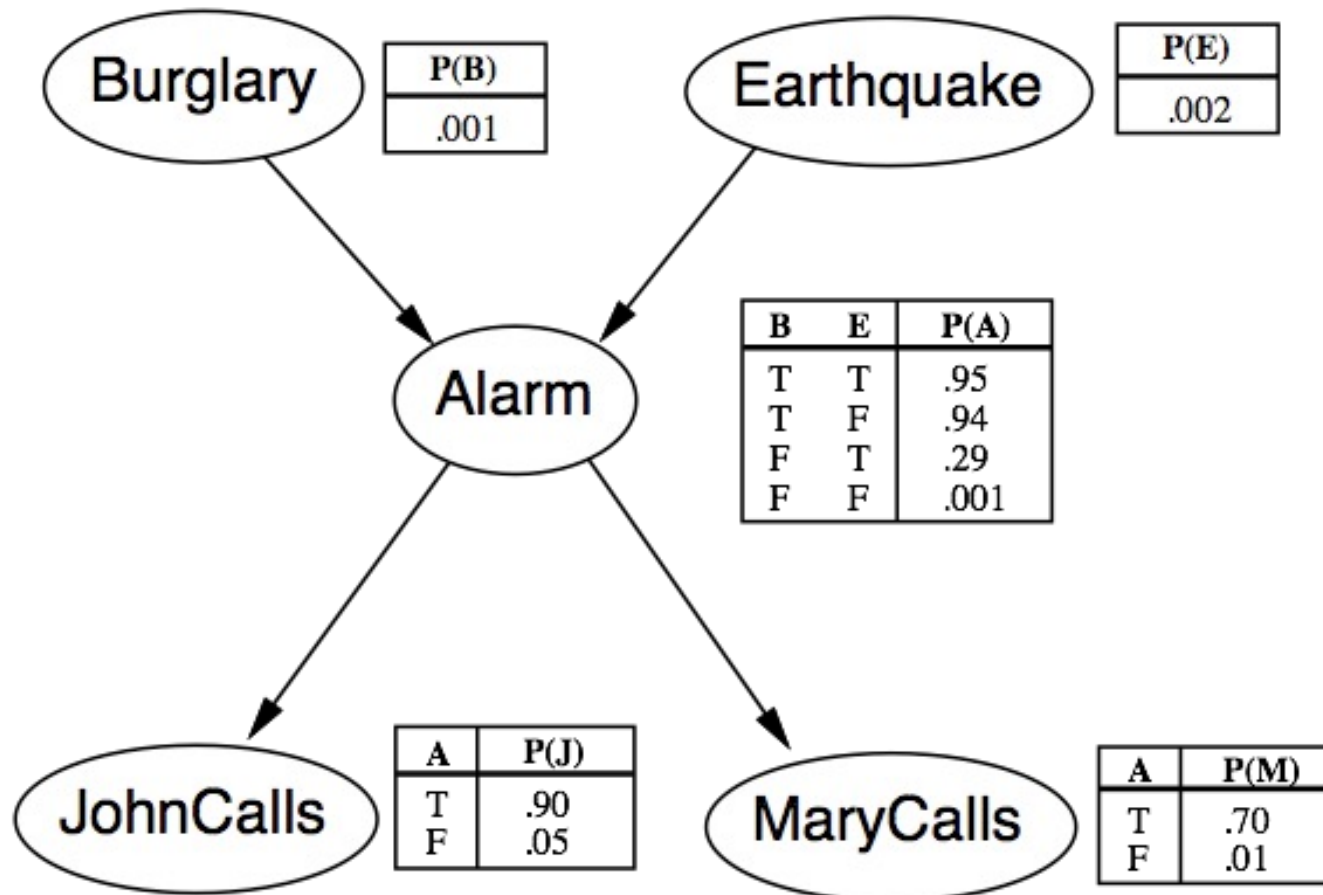 Burglary
P(B)
.001
Earthquake
P(E)
.002
Alarm
B E P(A)
T T .95
T F .94
F T .29
F F .001
JohnCalls
A P(J)
T .90
F .05
MaryCalls
A P(M)
T .70
F .01